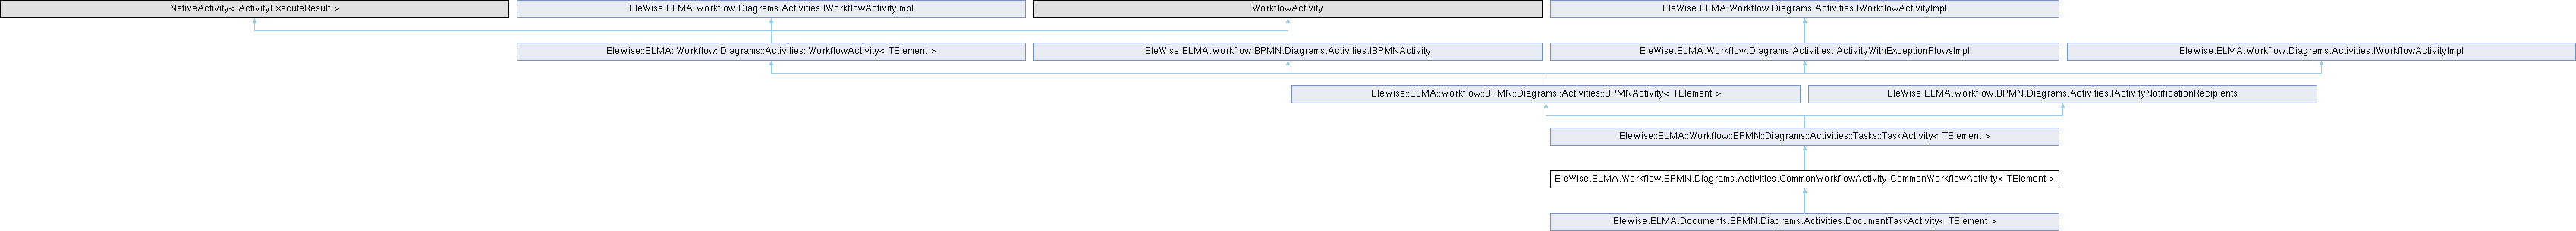 NativeActivity< ActivityExecuteResult >
EleWise.ELMA.Workflow.Diagrams.Activities.IWorkflowActivityImpl
WorkflowActivity
EleWise.ELMA.Workflow.Diagrams.Activities.IWorkflowActivityImpl
EleWise::ELMA::Workflow::Diagrams::Activities::WorkflowActivity< TElement >
EleWise.ELMA.Workflow.BPMN.Diagrams.Activities.IBPMNActivity
EleWise.ELMA.Workflow.Diagrams.Activities.IActivityWithExceptionFlowsImpl
EleWise.ELMA.Workflow.Diagrams.Activities.IWorkflowActivityImpl
EleWise::ELMA::Workflow::BPMN::Diagrams::Activities::BPMNActivity< TElement >
EleWise.ELMA.Workflow.BPMN.Diagrams.Activities.IActivityNotificationRecipients
EleWise::ELMA::Workflow::BPMN::Diagrams::Activities::Tasks::TaskActivity< TElement >
EleWise.ELMA.Workflow.BPMN.Diagrams.Activities.CommonWorkflowActivity.CommonWorkflowActivity< TElement >
EleWise.ELMA.Documents.BPMN.Diagrams.Activities.DocumentTaskActivity< TElement >